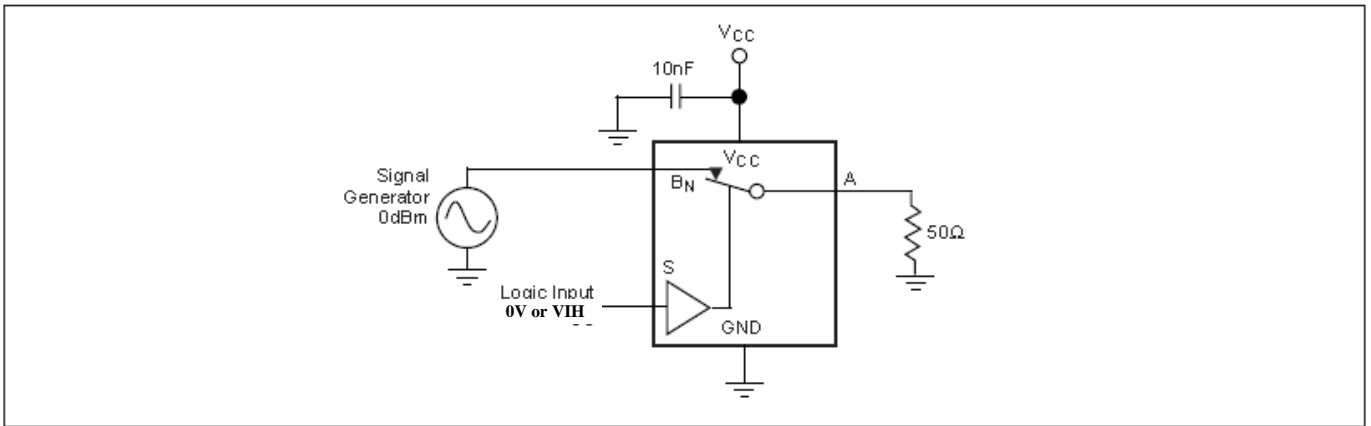 VCC
10nF
VCC
BN
A
Signal
Generator
0dBm
50Ω
S
Logic Input
0V or VIH
GND